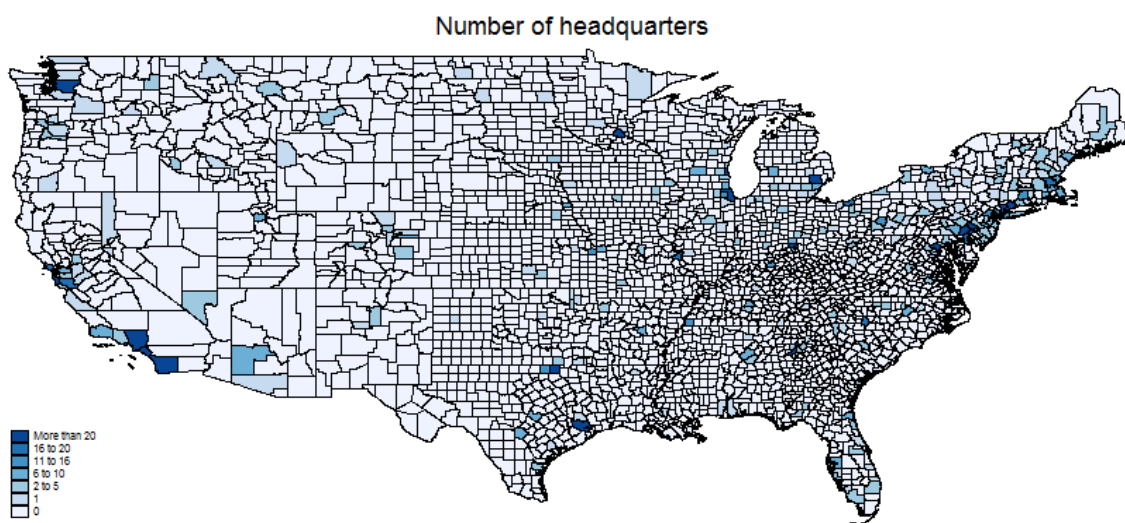 Number of headquarters
More than 20
16 to 20
11 to 16
6 to 10
2 to 5
1
0